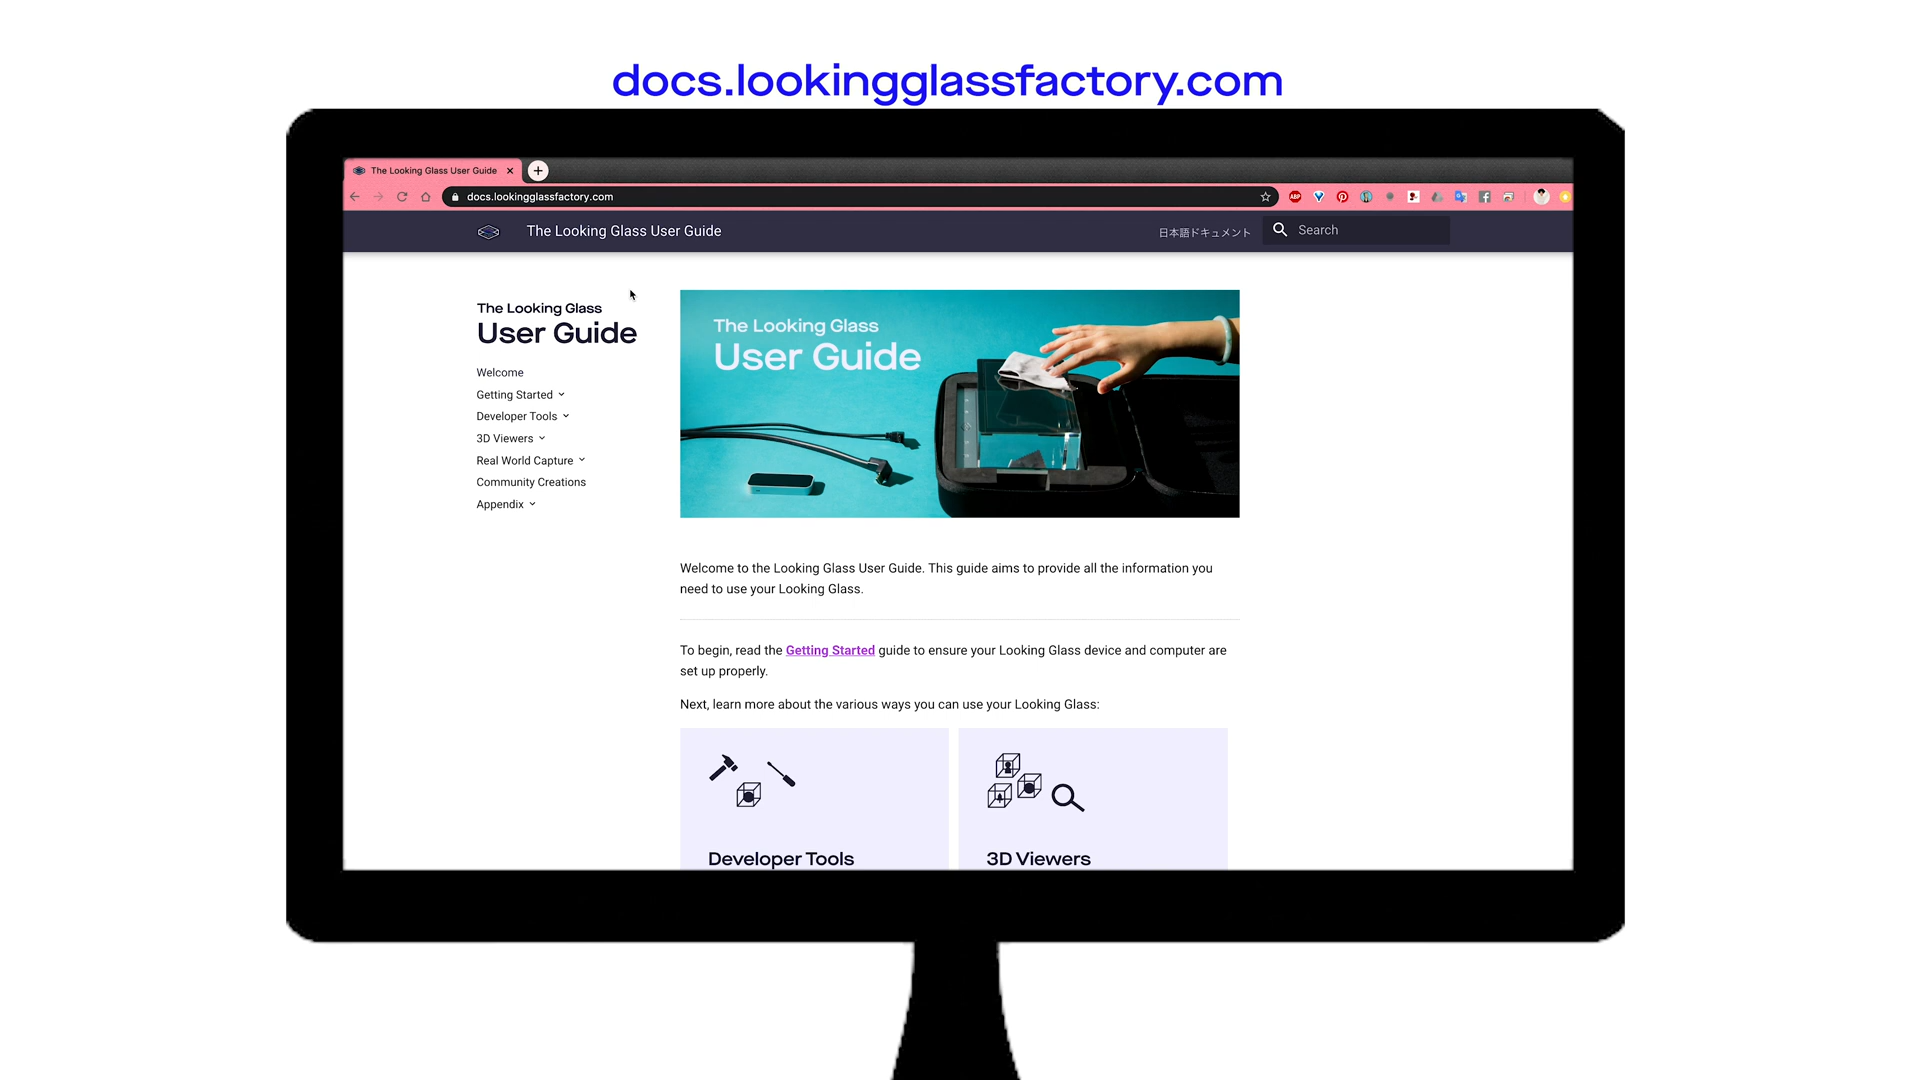 docs.lookingglassfactory.com
The Looking Glass User Guide
docs.lookingglassfactory.com
ABP
The Looking Glass User Guide
日本語ドキュメント
Search
The Looking Glass
User Guide
Welcome
Getting Started
Developer Tools
3D Viewers
Real World Capture
Community Creations
Appendix
The Looking Glass
User Guide
Welcome to the Looking Glass User Guide. This guide aims to provide all the information you
need to use your Looking Glass.
To begin, read the Getting Started guide to ensure your Looking Glass device and computer are
set up properly.
Next, learn more about the various ways you can use your Looking Glass:
Developer Tools
3D Viewers